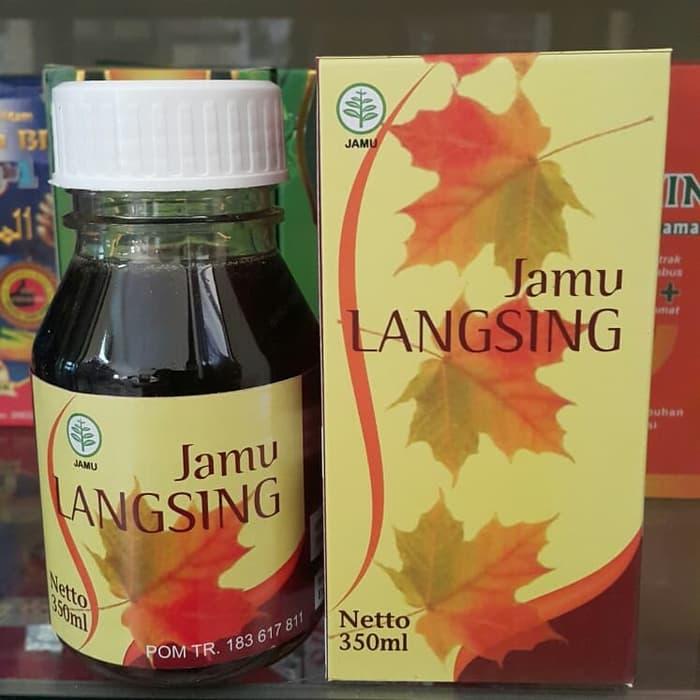 JAMU
Jamu
LANGSING
Netto
350ml
POM TR. 183 617 811
JAMU
Jamu
LANGSING
Netto
350ml